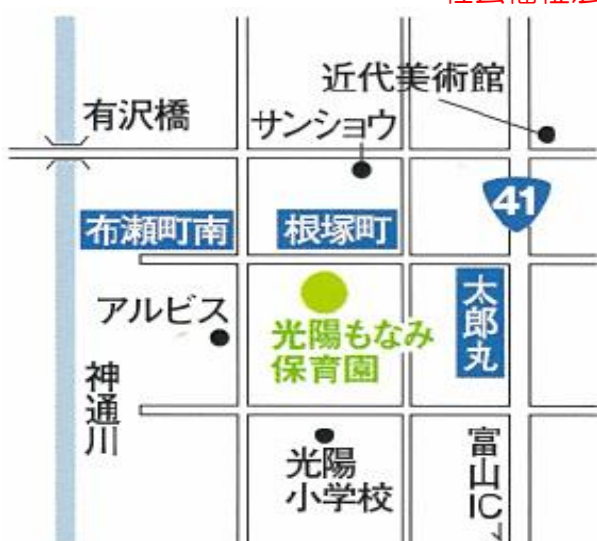 近代美術館
有沢橋
サンショウ
41
布瀬町南
根塚町
アルビス
光陽もなみ
保育園
太郎丸
神通川
光陽
小学校
富山IC